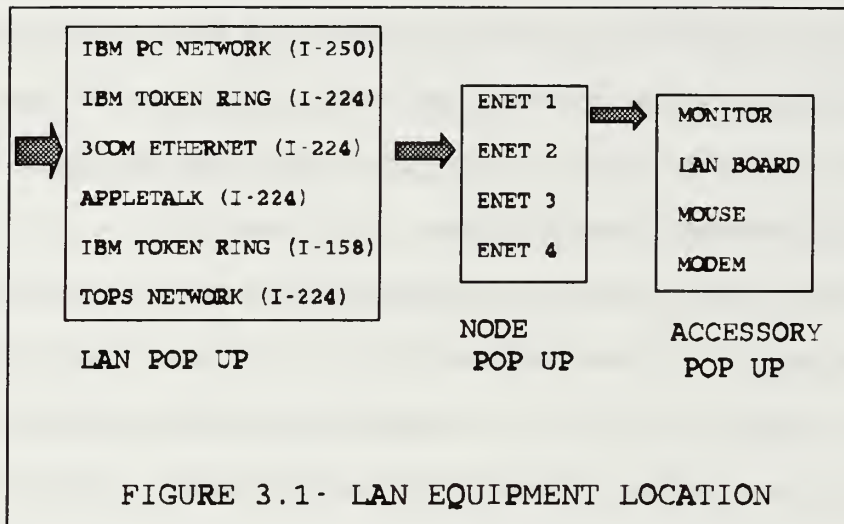 IBM PC NETWORK (I-250)
IBM TOKEN RING (I-224)
3COM ETHERNET (I-224)
APPLETALK (I-224)
IBM TOKEN RING (I-158)
TOPS NETWORK (I-224)
LAN POP UP
ENET 1
ENET 2
ENET 3
ENET 4
NODE
POP UP
MONITOR
LAN BOARD
MOUSE
MODEM
ACCESSORY
POP UP
FIGURE 3.1- LAN EQUIPMENT LOCATION